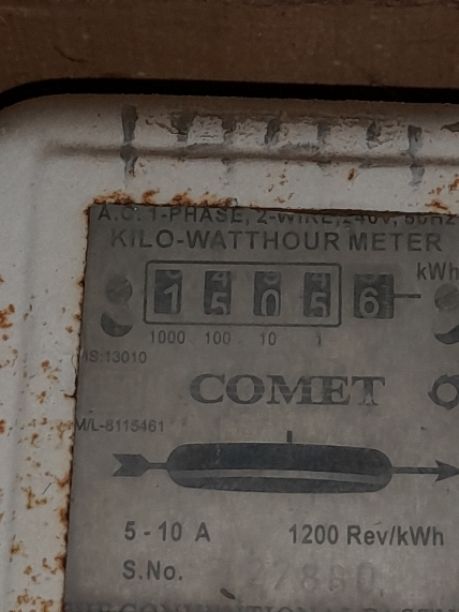 A.C. 1-PHASE, 2-WIRE, 240V, 50HZ
KILO-WATTHOUR METER
kWh
1 5 0 5 6
1000 100 10 1
IS:13010
COMET
M/L-8115461
5 - 10 A 1200 Rev/kWh
S.No.